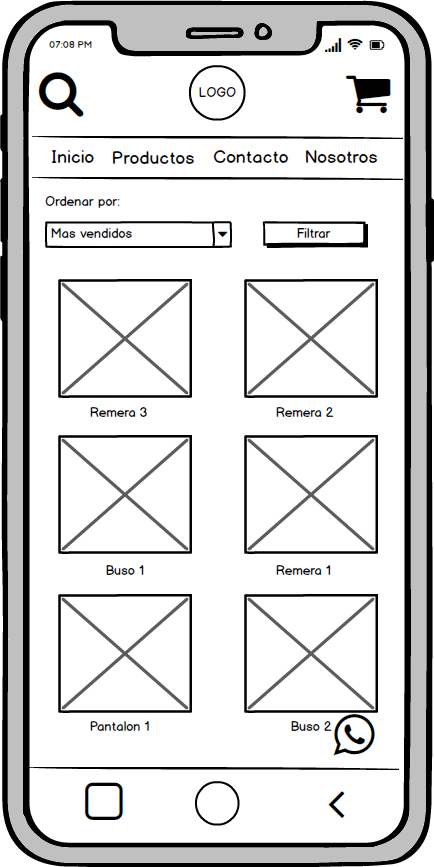 07:08 PM
LOGO
Inicio Productos Contacto Nosotros
Ordenar por:
Mas vendidos Filtrar
Remera 3 Remera 2
Buso 1 Remera 1
Pantalon 1 Buso 2